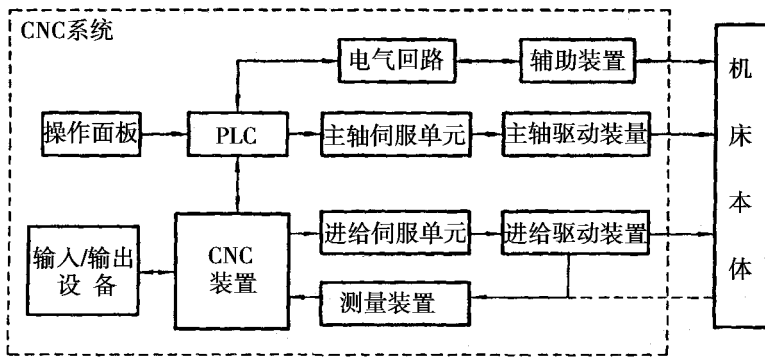 CNC系统
电气回路
辅助装置
操作面板
PLC
主轴伺服单元
主轴驱动装量
输入/输出
设 备
CNC
装置
进给伺服单元
进给驱动装置
测量装置
机
床
本
体